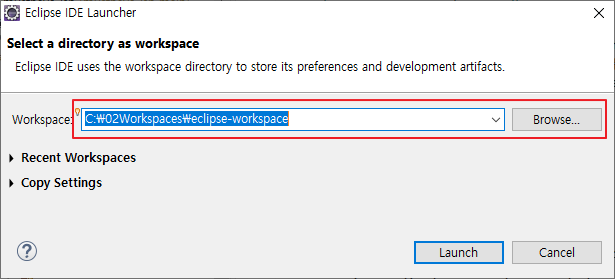 Eclipse IDE Launcher
Select a directory as workspace
Eclipse IDE uses the workspace directory to store its preferences and development artifacts.
Workspace: C:₩02Workspaces₩eclipse-workspace Browse...
Recent Workspaces
Copy Settings
? Launch Cancel